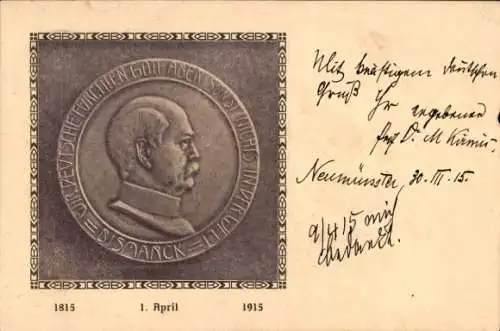 WIR DEUTSCHE FÜRCHTEN GOTT ABER SONST NICHTS IN DER WELT
BISMARCK
1815 1. April 1915
Mit kräftigem deutschen
Gruß Ihr ergebener
O. M.
Neumünster, 30. III. 15.
9/4 15